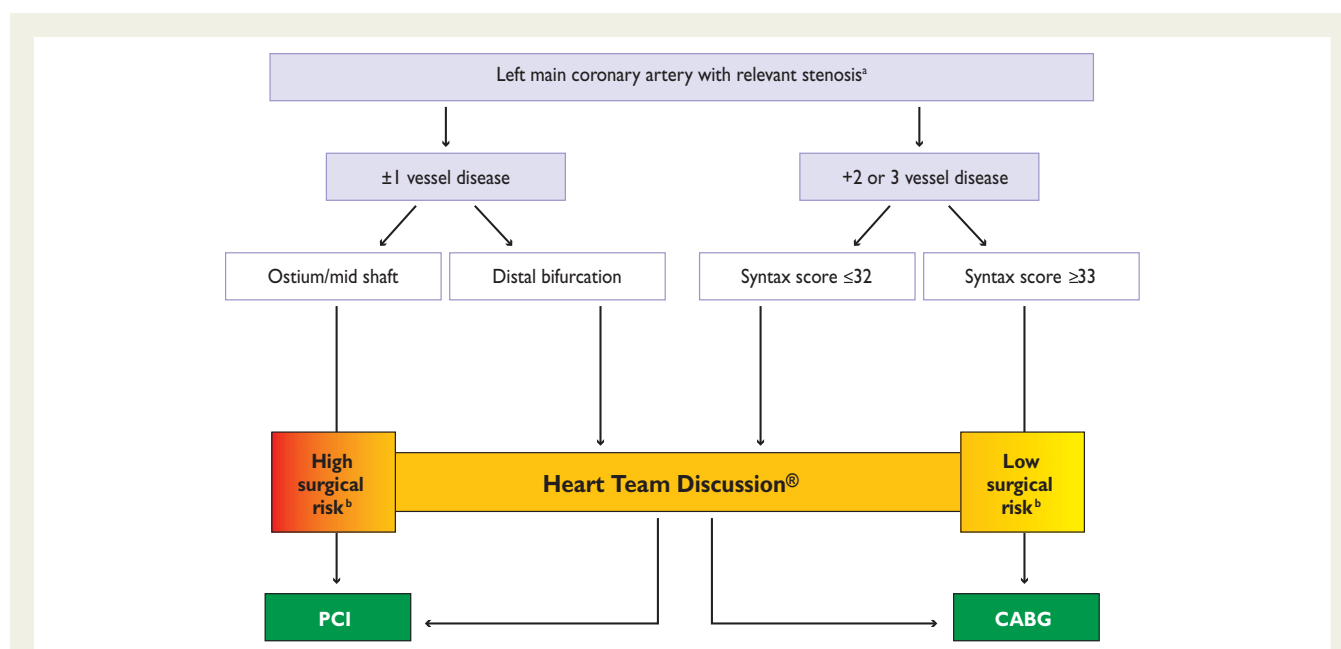 Left main coronary artery with relevant stenosisᵃ
±1 vessel disease
+2 or 3 vessel disease
Ostium/mid shaft
Distal bifurcation
Syntax score ≤32
Syntax score ≥33
High
surgical
riskᵇ
Heart Team Discussion®
Low
surgical
riskᵇ
PCI
CABG